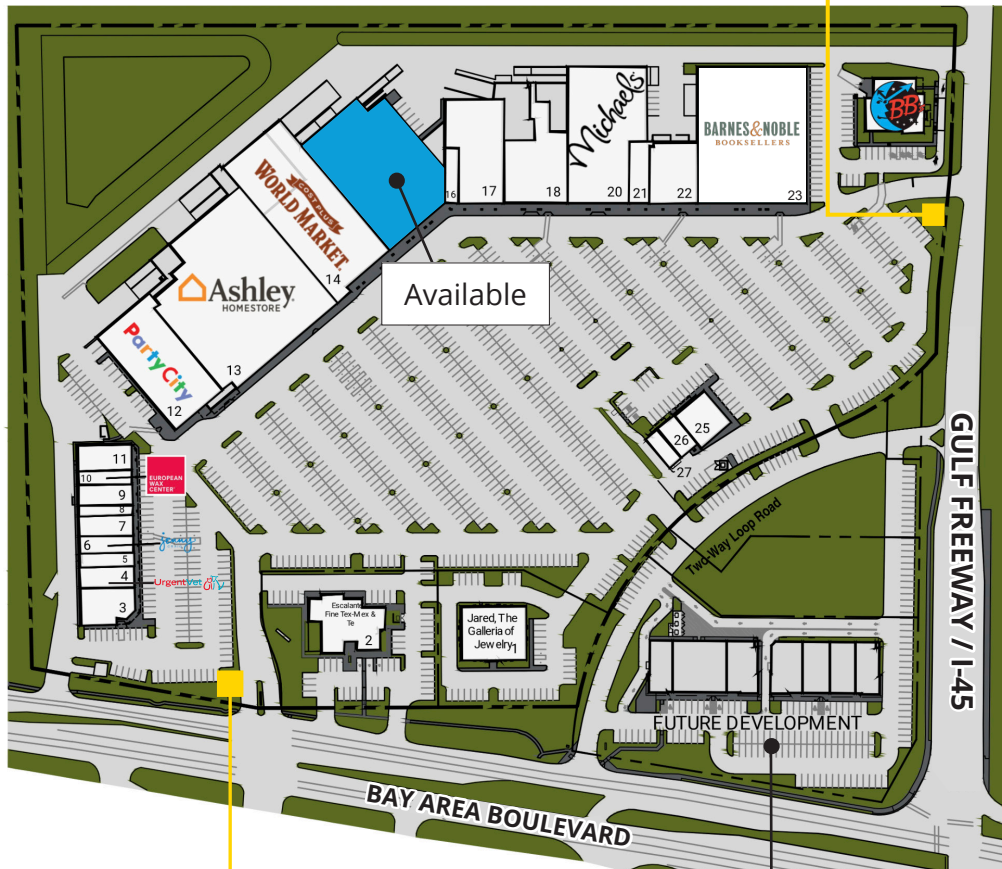 BB
Michaels
BARNES & NOBLE
BOOKSELLERS
COST PLUS
WORLD MARKET.
16
17
18
20
21
22
23
14
Available
Ashley
HOMESTORE
13
PartyCity
12
25
26
27
GULF FREEWAY / I-45
11
10
EUROPEAN
WAX
CENTER
9
8
7
6
5
4
UrgentVet
3
Two-Way Loop Road
Escalante
Fine Tex-Mex &
Te
2
Jared, The
Galleria of
Jewelry
1
FUTURE DEVELOPMENT
BAY AREA BOULEVARD